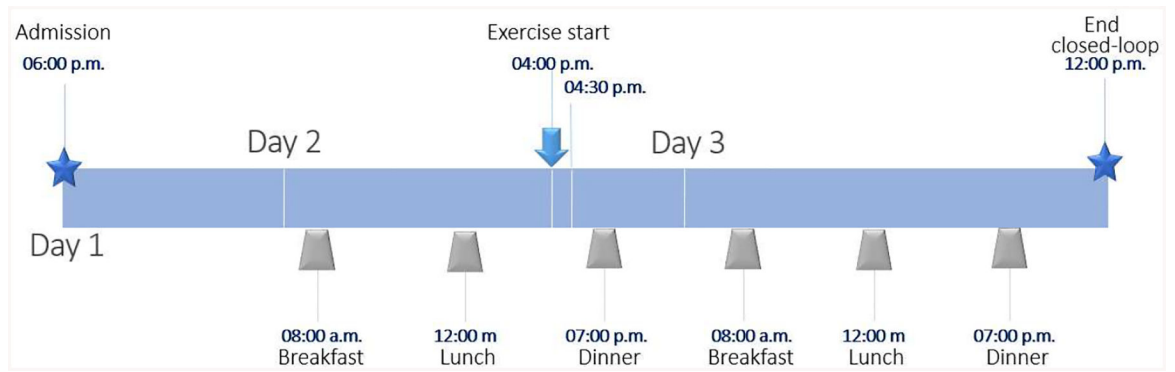 Admission
06:00 p.m.
Exercise start
04:00 p.m.
04:30 p.m.
End
closed-loop
12:00 p.m.
Day 2
Day 3
Day 1
08:00 a.m.
Breakfast
12:00 m
Lunch
07:00 p.m.
Dinner
08:00 a.m.
Breakfast
12:00 m
Lunch
07:00 p.m.
Dinner